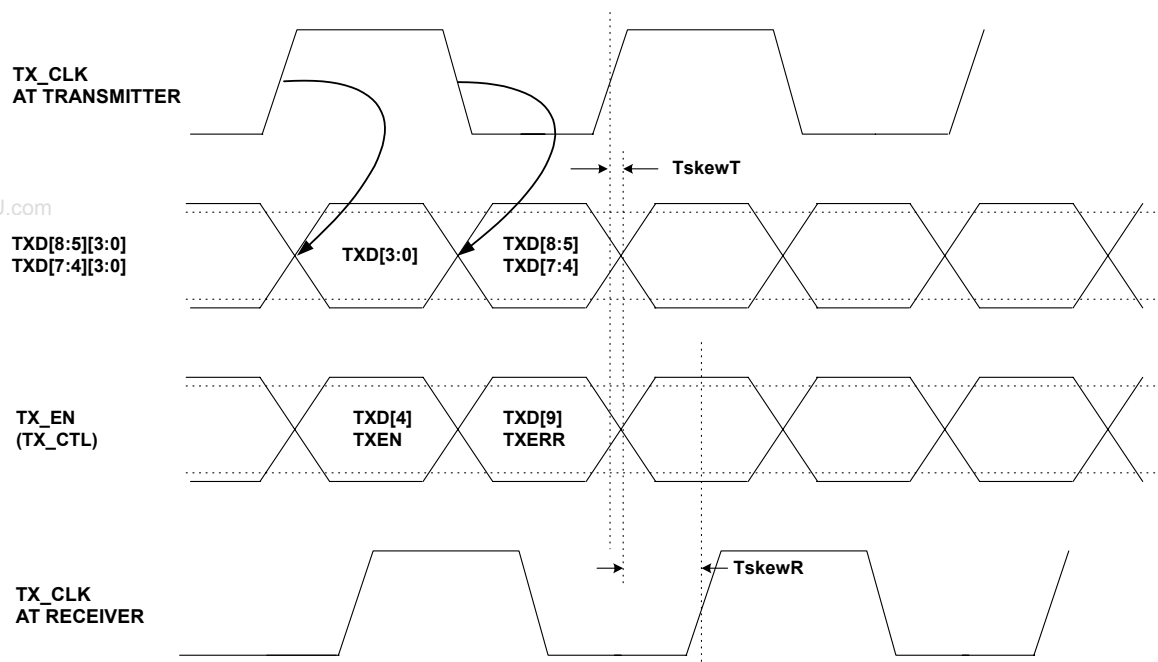 TX_CLK
AT TRANSMITTER
TskewT
J.com
TXD[8:5][3:0]
TXD[7:4][3:0]
TXD[3:0]
TXD[8:5]
TXD[7:4]
TX_EN
(TX_CTL)
TXD[4]
TXEN
TXD[9]
TXERR
TskewR
TX_CLK
AT RECEIVER